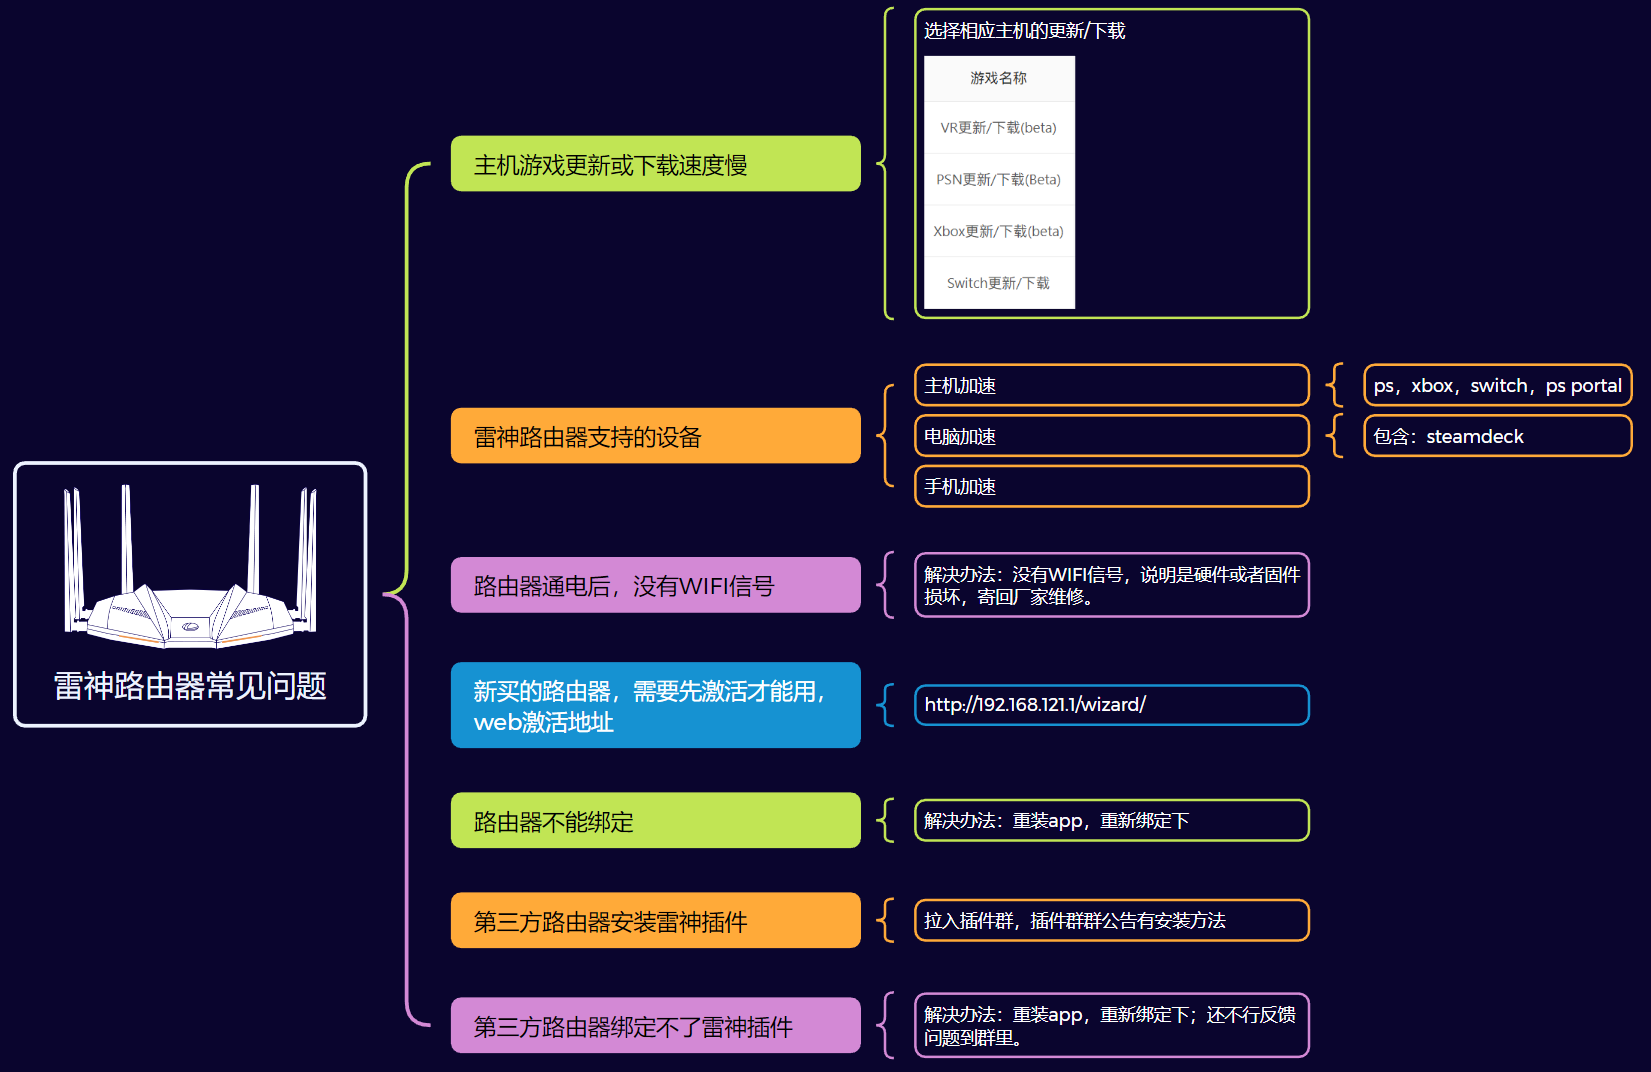 雷神路由器常见问题
主机游戏更新或下载速度慢
选择相应主机的更新/下载
游戏名称
VR更新/下载(beta)
PSN更新/下载(Beta)
Xbox更新/下载(beta)
Switch更新/下载
雷神路由器支持的设备
主机加速
ps，xbox，switch，ps portal
电脑加速
包含：steamdeck
手机加速
路由器通电后，没有WIFI信号
解决办法：没有WIFI信号，说明是硬件或者固件
损坏，寄回厂家维修。
新买的路由器，需要先激活才能用，
web激活地址
http://192.168.121.1/wizard/
路由器不能绑定
解决办法：重装app，重新绑定下
第三方路由器安装雷神插件
拉入插件群，插件群群公告有安装方法
第三方路由器绑定不了雷神插件
解决办法：重装app，重新绑定下；还不行反馈
问题到群里。